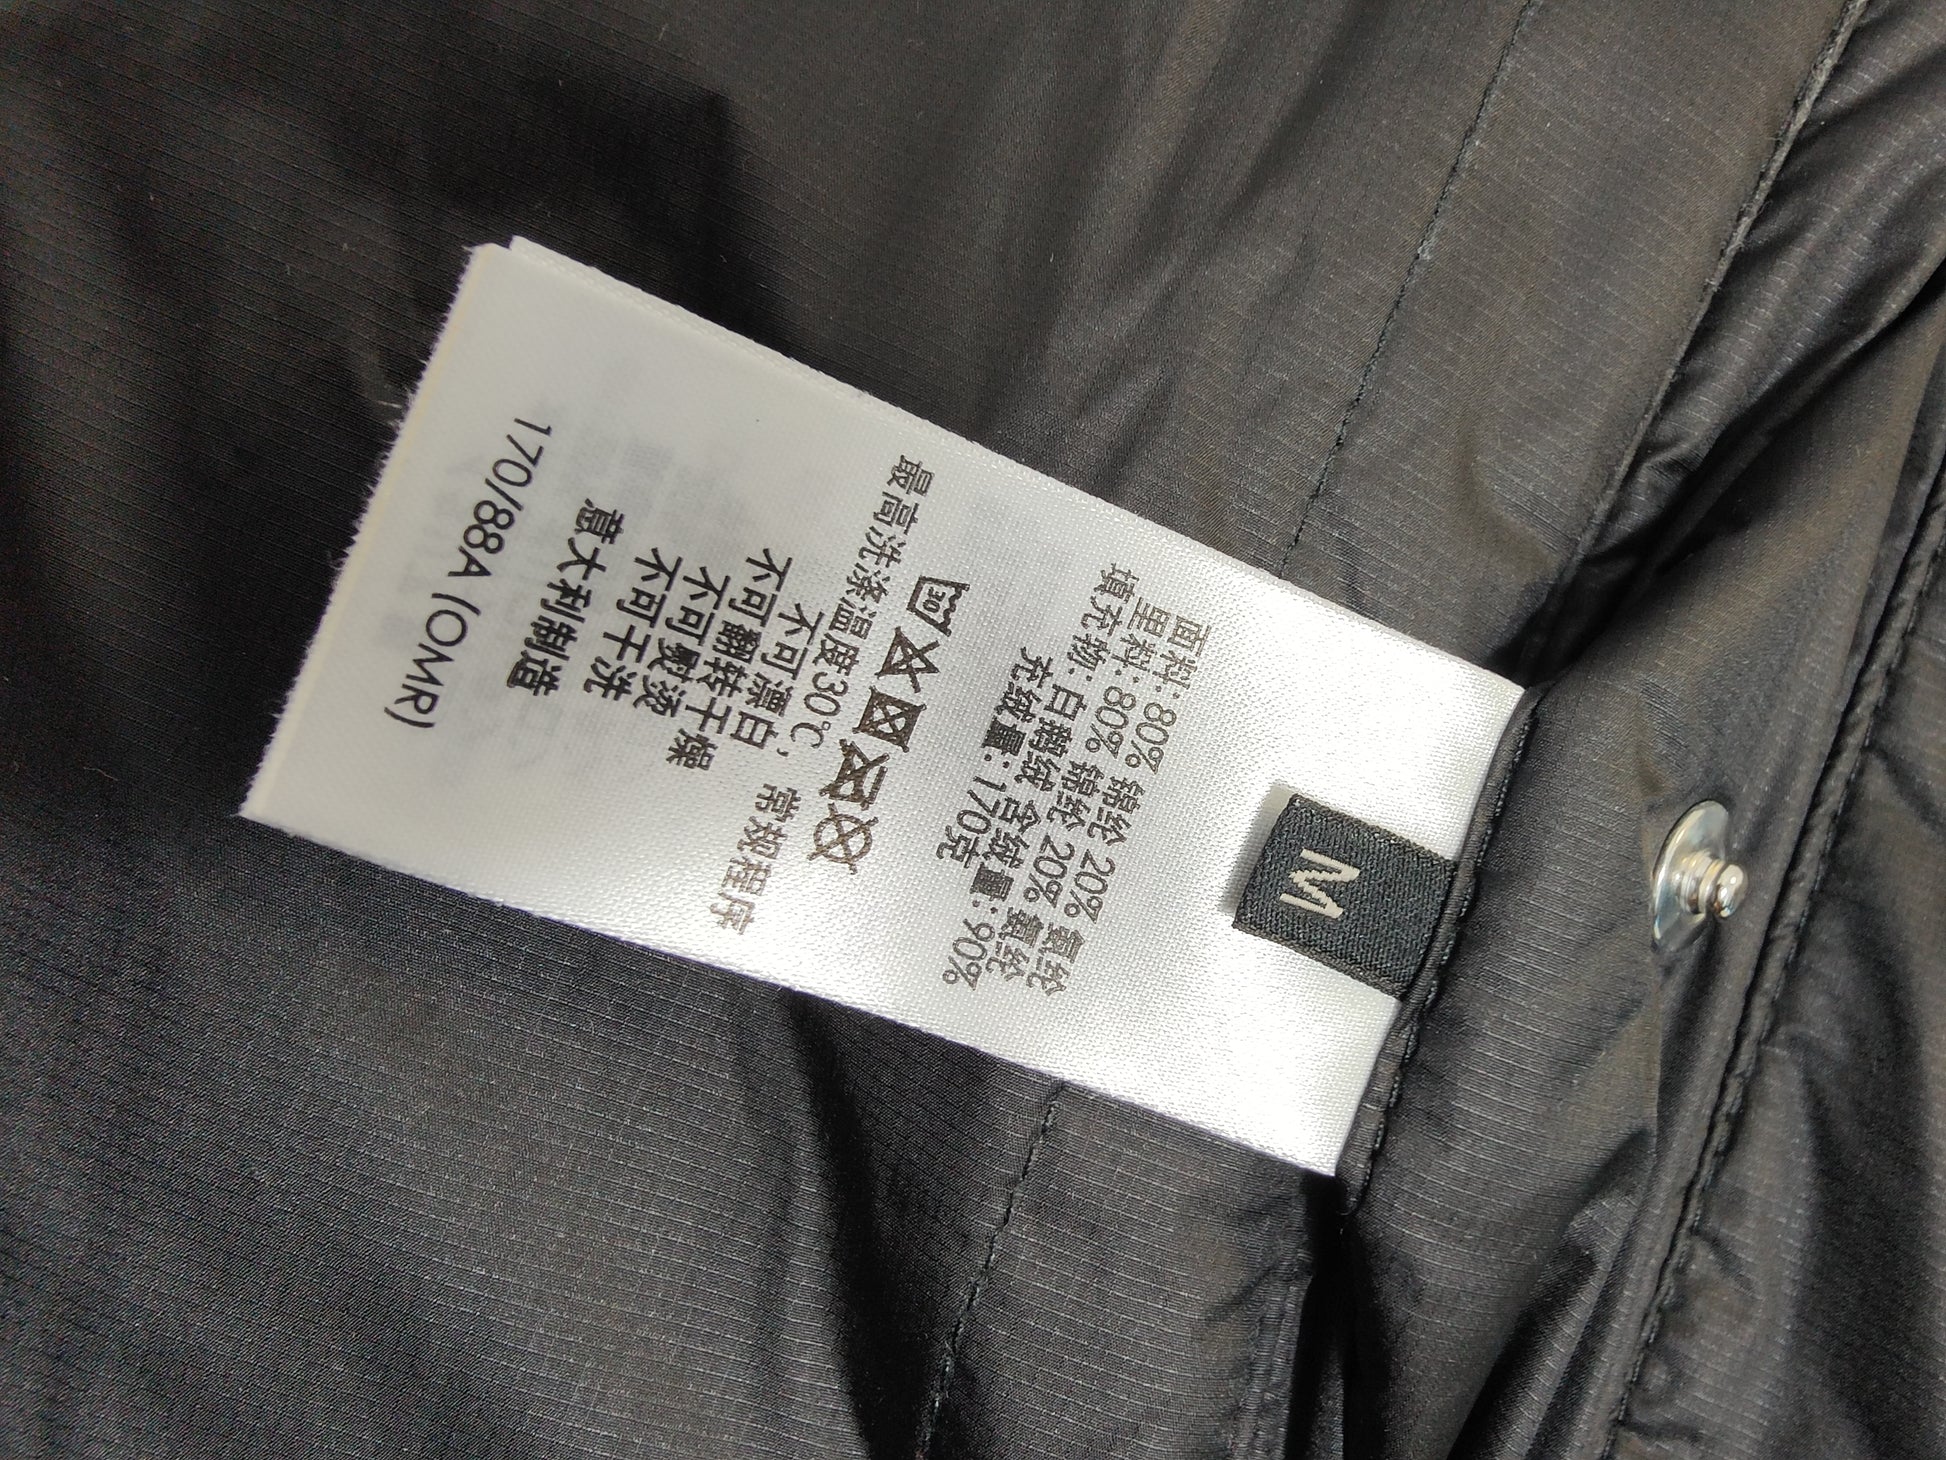 M
面料: 80% 锦纶 20% 氨纶
里料: 80% 锦纶 20% 氨纶
填充物: 白鹅绒 含绒量: 90%
充绒量: 170克
30
最高洗涤温度30℃, 常规程序
不可漂白
不可翻转干燥
不可熨烫
不可干洗
意大利制造
170/88A (OMR)